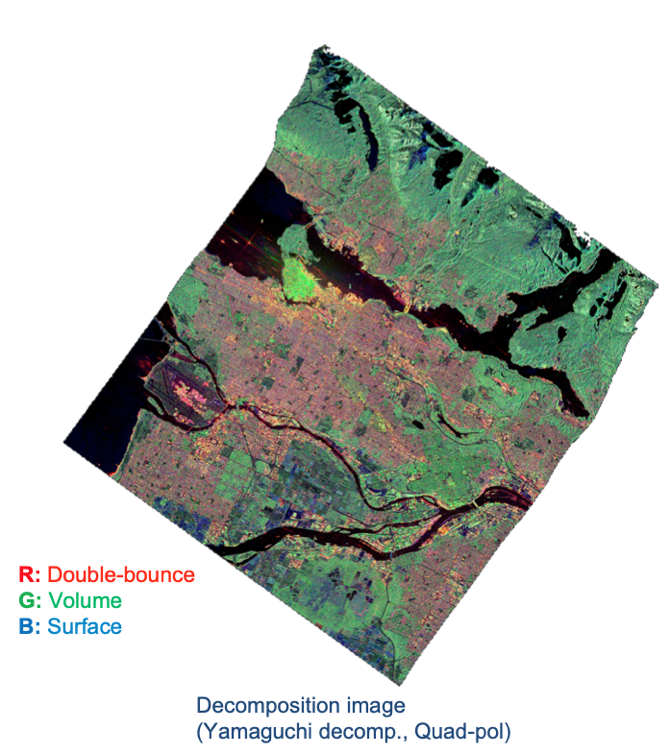 R: Double-bounce
G: Volume
B: Surface
Decomposition image
(Yamaguchi decomp., Quad-pol)